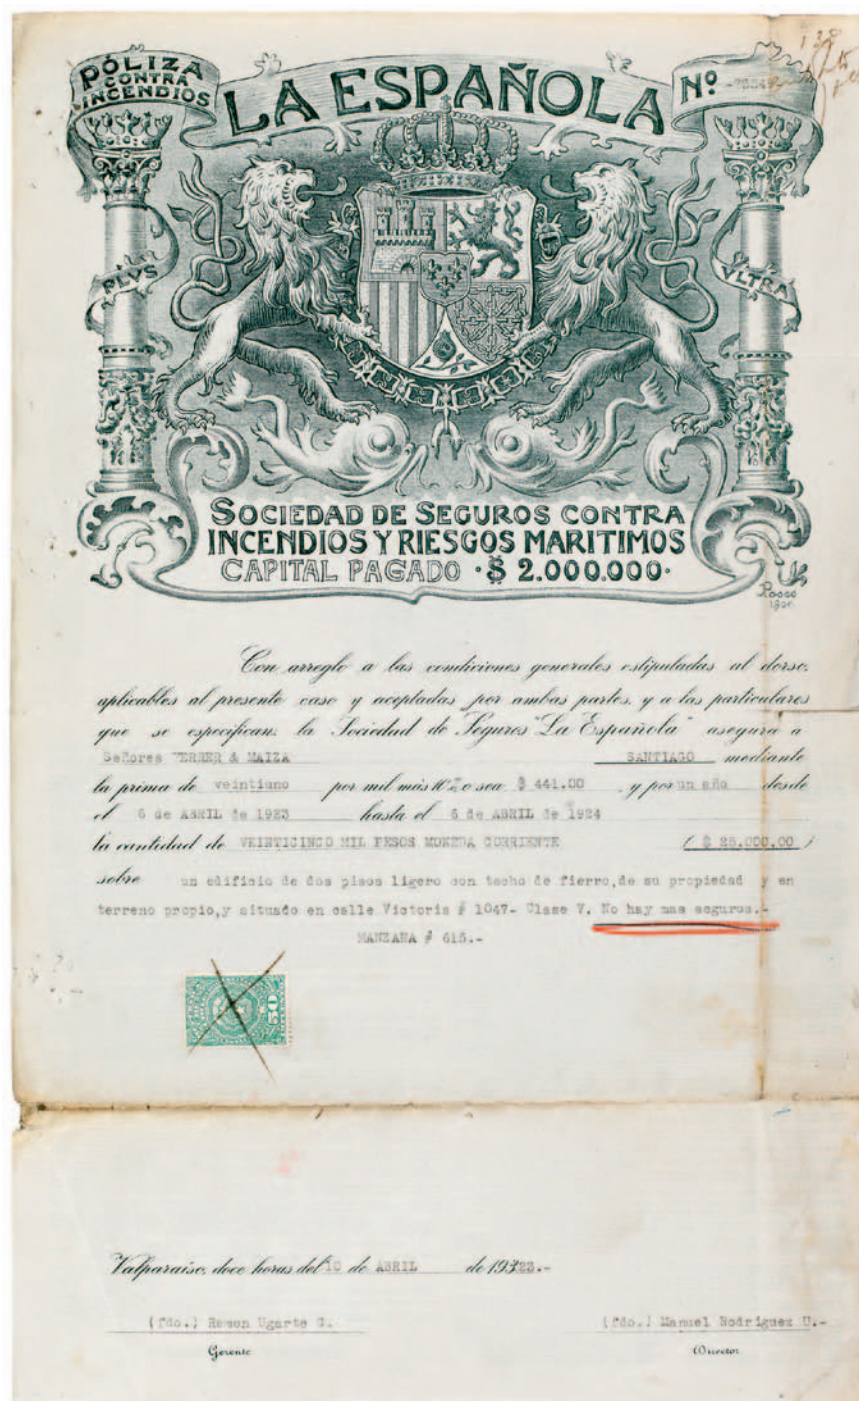 PÓLIZA
CONTRA
INCENDIOS
LA ESPAÑOLA
Nº
PLVS
VLTRA
SOCIEDAD DE SEGUROS CONTRA
INCENDIOS Y RIESGOS MARITIMOS
CAPITAL PAGADO · $ 2.000.000 ·
Con arreglo a las condiciones generales estipuladas al dorso,
aplicables al presente caso y aceptadas por ambas partes, y a las particulares
que se especifican, la Sociedad de Seguros "La Española" asegura a
Señores FERRER & MAIZA SANTIAGO mediante
la prima de veintiuno por mil más 10% o sea $ 441.00 y por un año desde
el 6 de ABRIL de 1923 hasta el 6 de ABRIL de 1924
la cantidad de VEINTICINCO MIL PESOS MONEDA CORRIENTE ( $ 25.000.00 )
sobre un edificio de dos pisos ligero con techo de fierro, de su propiedad y en
terreno propio, y situado en calle Victoria # 1047- Clase V. No hay mas seguros.-
MANZANA # 615.-
50
Valparaíso, doce horas del 10 de ABRIL de 1923.-
(fdo.) Ramon Ugarte G. (fdo.) Manuel Rodriguez U.-
Gerente Director